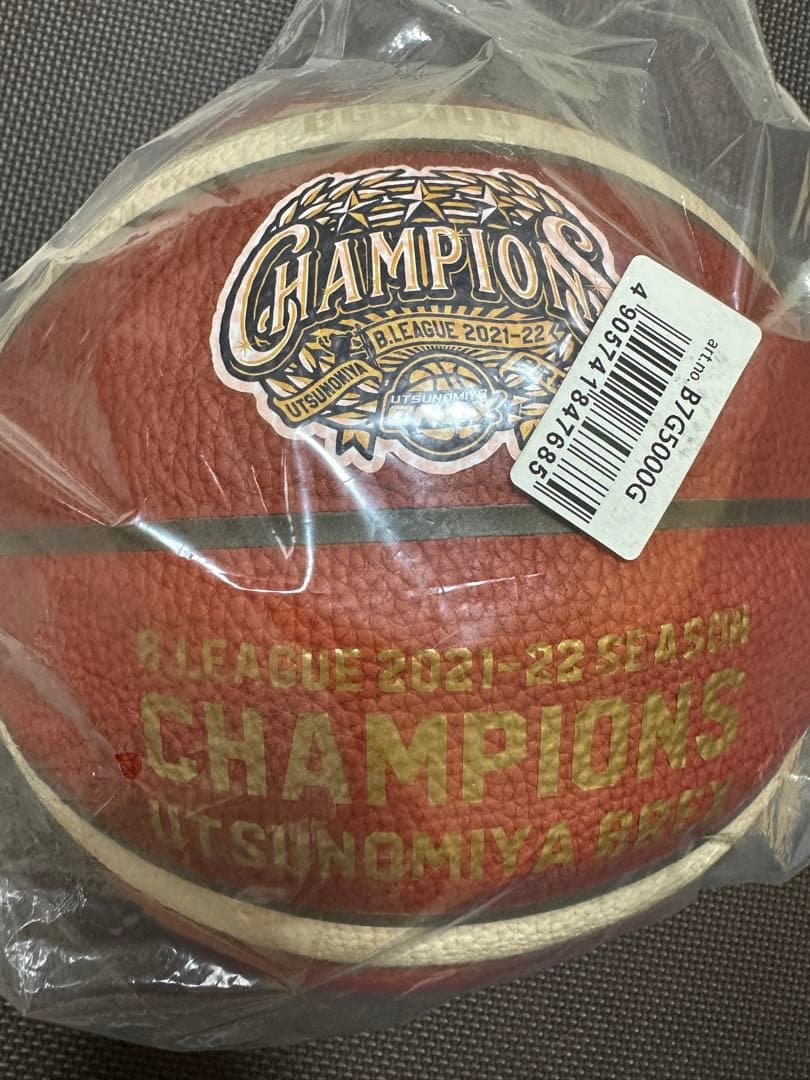 CHAMPIONS
B.LEAGUE 2021-22
UTSUNOMIYA
UTSUNOMIYA
BREX
art.no. B7G5000G
4 905741 847685
B.LEAGUE 2021-22 SEASON
CHAMPIONS
UTSUNOMIYA BREX